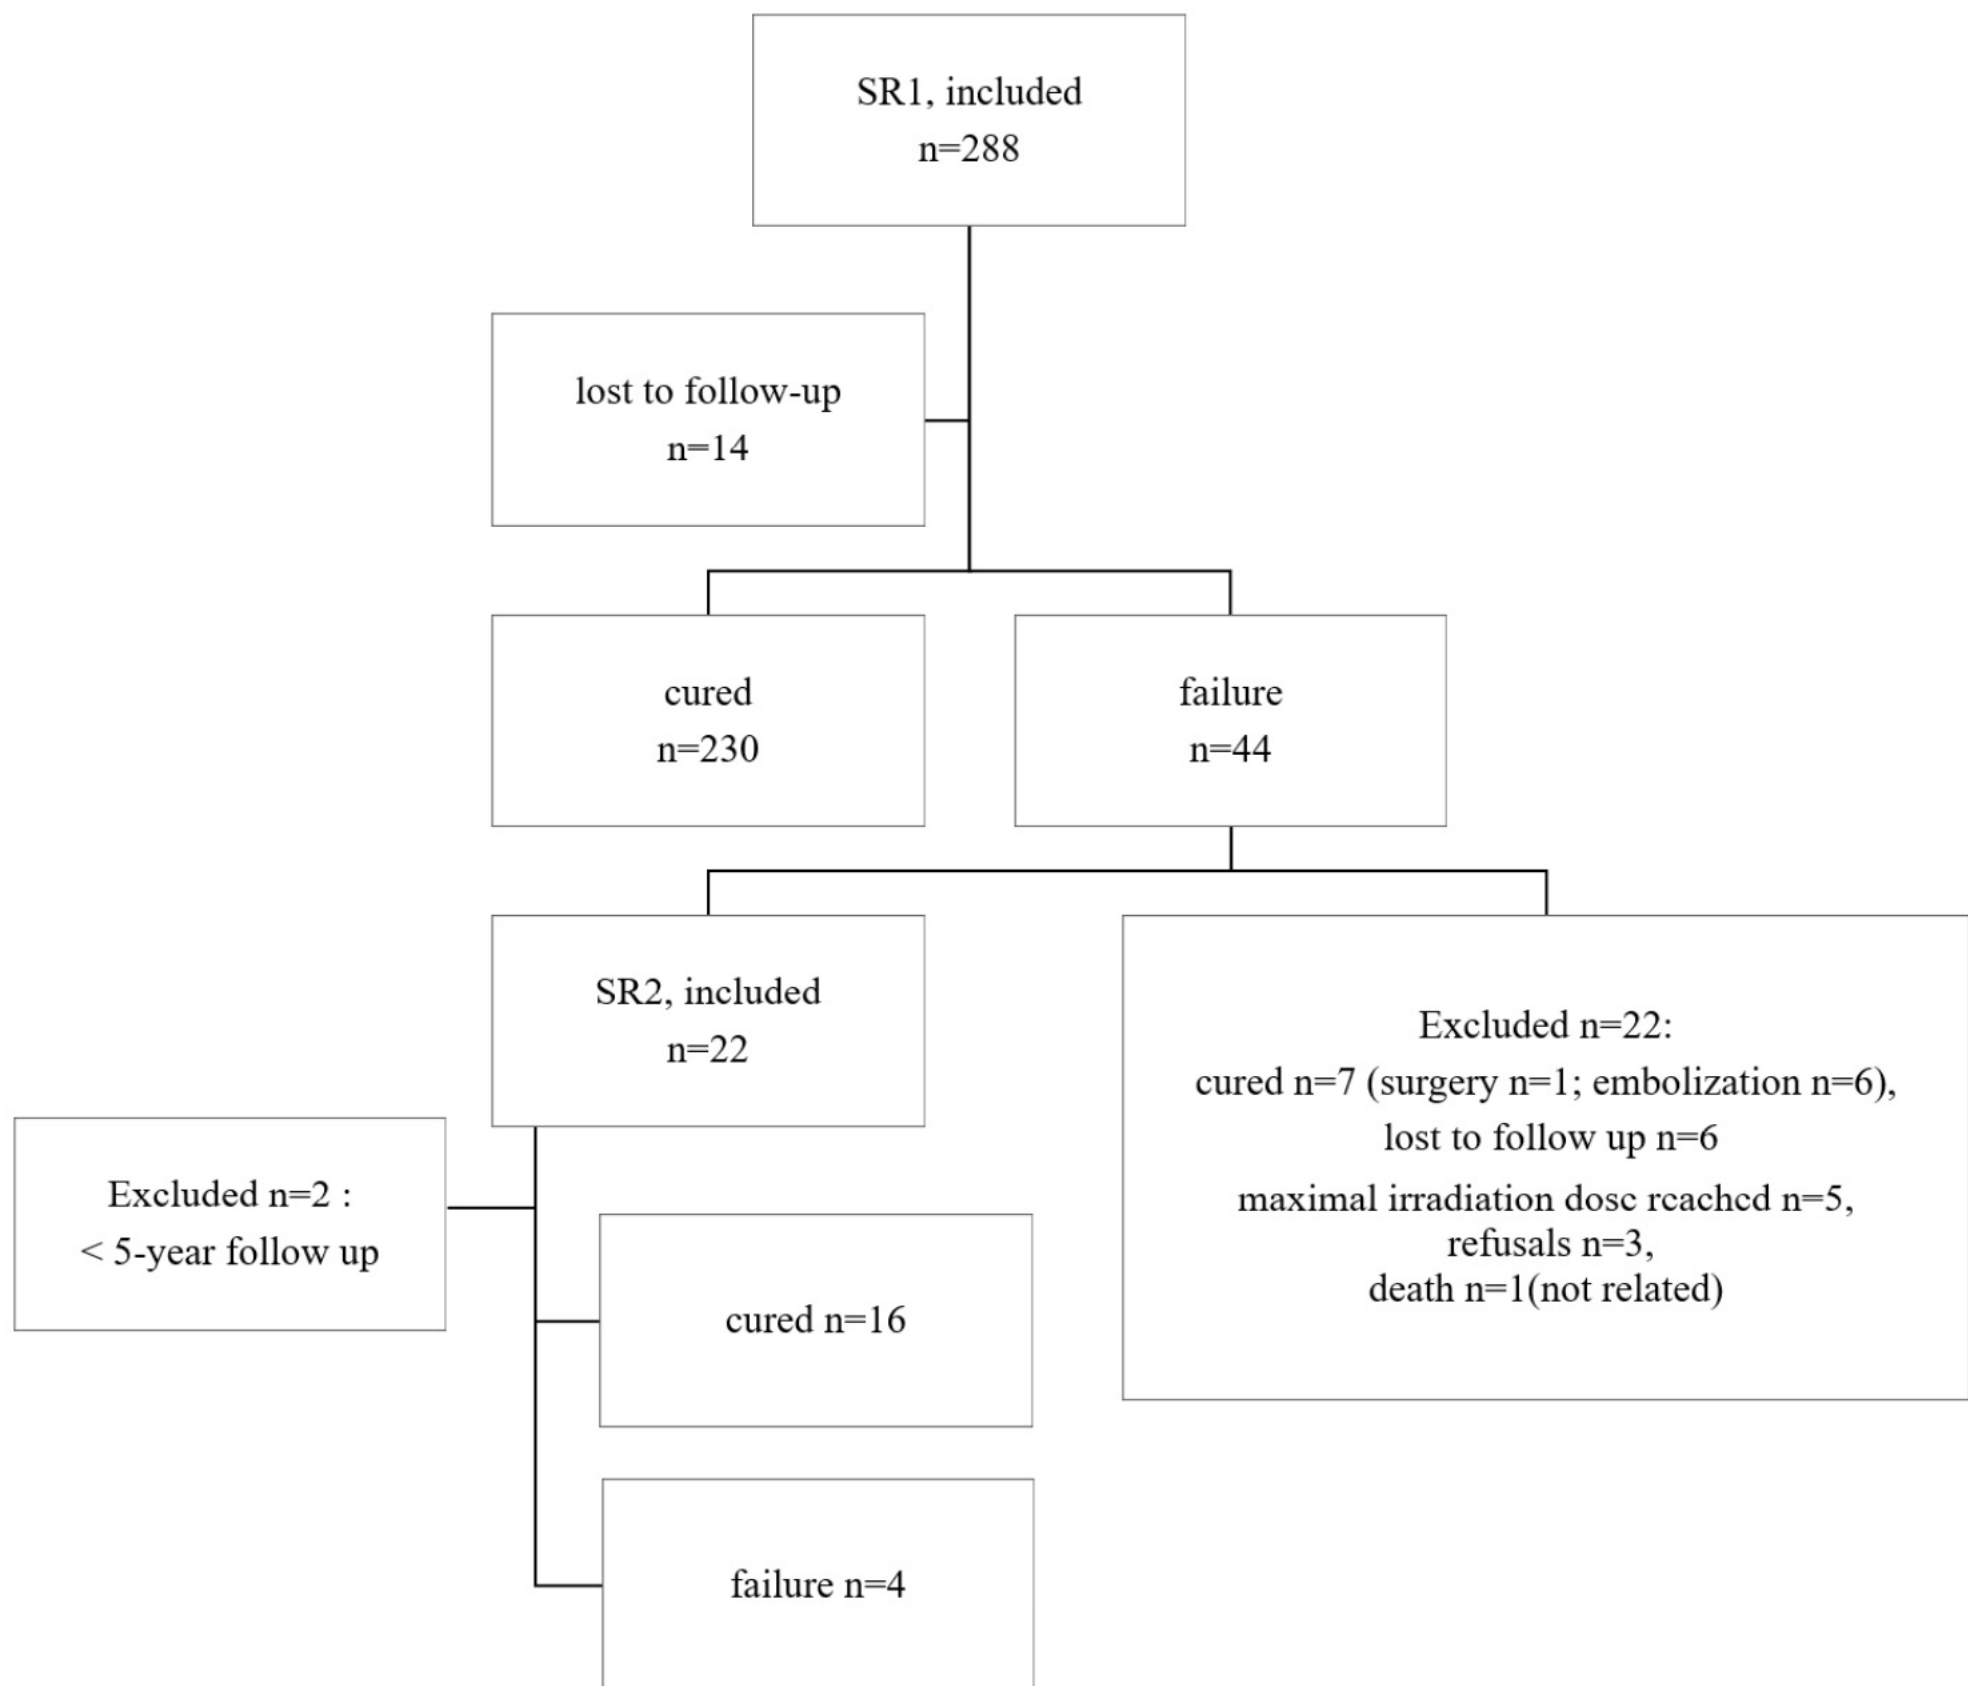 SR1, included
n=288
lost to follow-up
n=14
cured
n=230
failure
n=44
SR2, included
n=22
Excluded n=22:
cured n=7 (surgery n=1; embolization n=6),
lost to follow up n=6
maximal irradiation dose reached n=5,
refusals n=3,
death n=1(not related)
Excluded n=2 :
< 5-year follow up
cured n=16
failure n=4